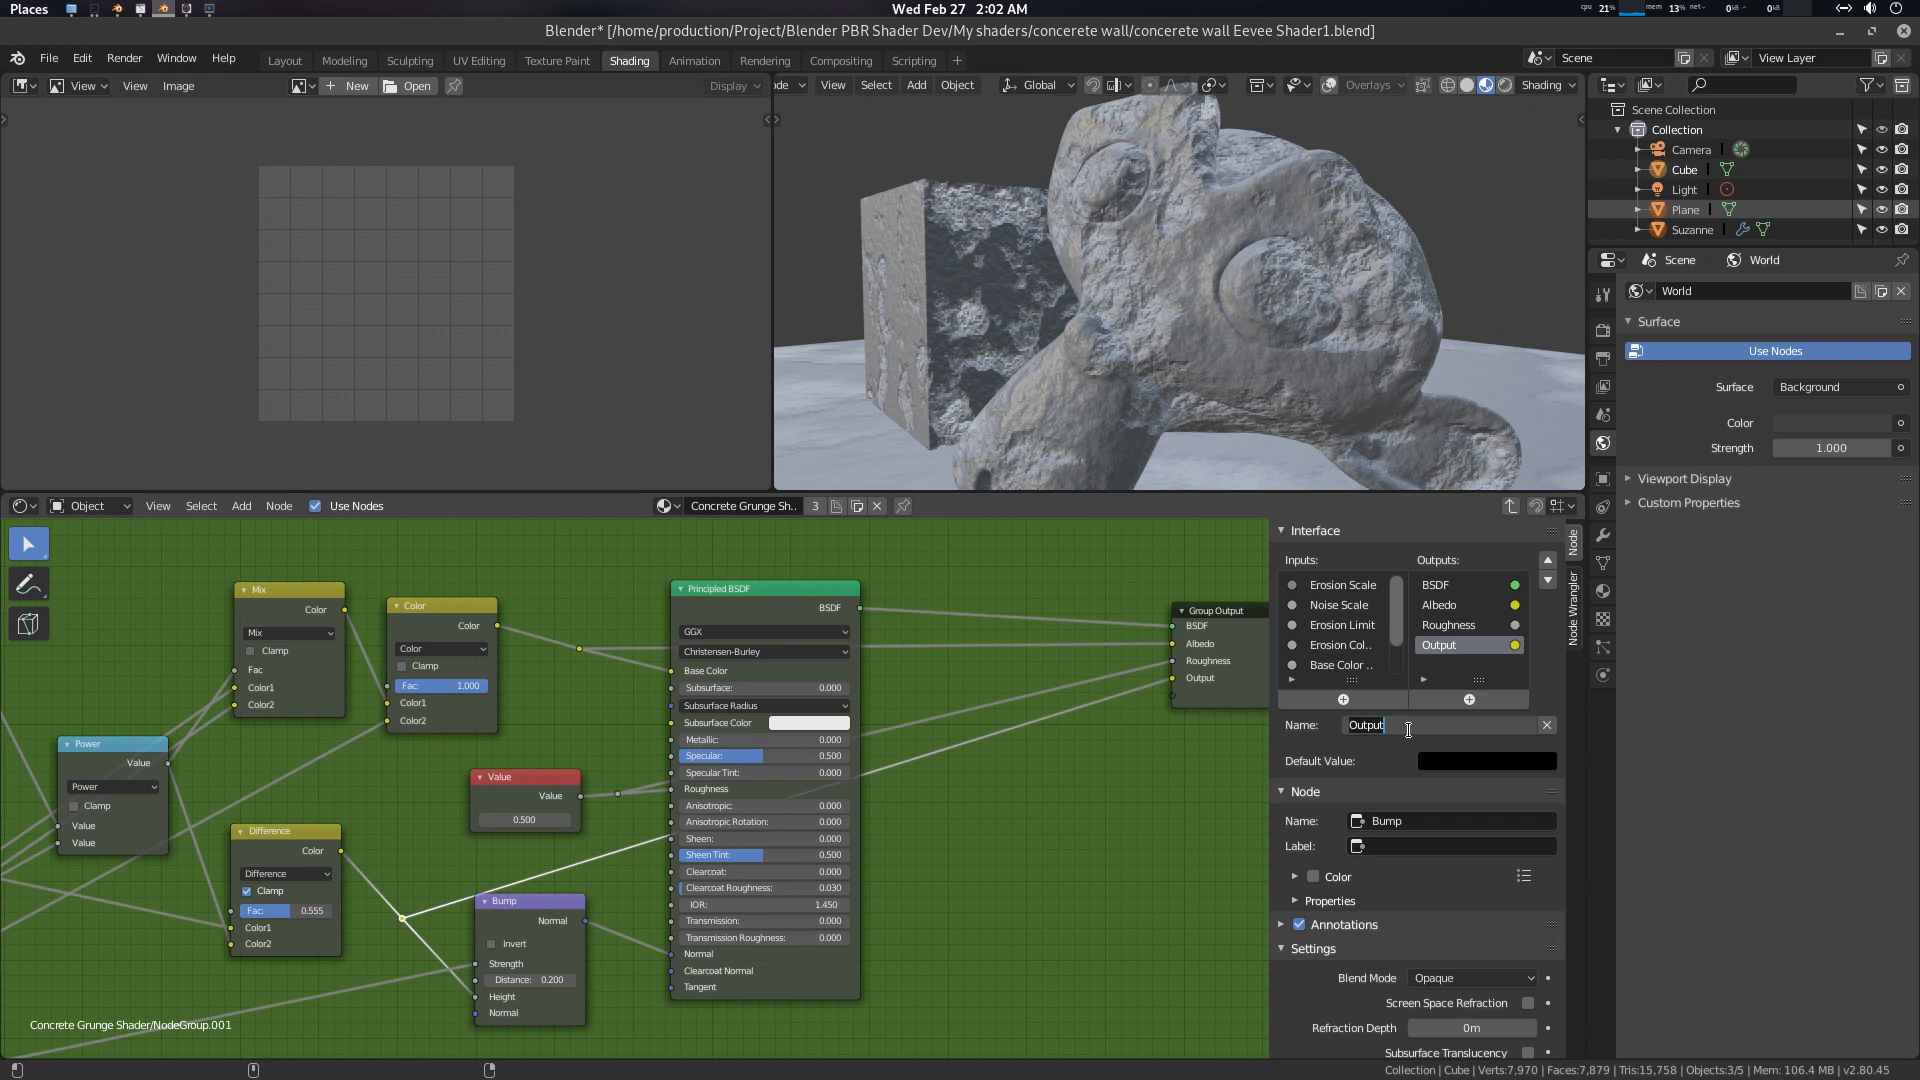 Places
Wed Feb 27 2:02 AM
cpu 21% mem 13% net 0kB 0kB
Blender* [/home/production/Project/Blender PBR Shader Dev/My shaders/concerete wall/concerete wall Eevee Shader1.blend]
File Edit Render Window Help
Layout Modeling Sculpting UV Editing Texture Paint Shading Animation Rendering Compositing Scripting +
Scene
View Layer
View View Image
New Open
Display
de View Select Add Object Global Overlays Shading
Scene Collection
Collection
Camera
Cube
Light
Plane
Suzanne
Scene World
World
Surface
Use Nodes
Surface Background
Color
Strength 1.000
Viewport Display
Custom Properties
Object View Select Add Node Use Nodes
Concrete Grunge Sh.. 3
Mix
Color
Mix
Clamp
Fac
Color1
Color2
Color
Color
Color
Clamp
Fac: 1.000
Color1
Color2
Power
Value
Power
Clamp
Value
Value
Difference
Color
Difference
Clamp
Fac: 0.555
Color1
Color2
Value
Value
0.500
Bump
Normal
Invert
Strength
Distance: 0.200
Height
Normal
Principled BSDF
BSDF
GGX
Christensen-Burley
Base Color
Subsurface: 0.000
Subsurface Radius
Subsurface Color
Metallic: 0.000
Specular: 0.500
Specular Tint: 0.000
Roughness
Anisotropic: 0.000
Anisotropic Rotation: 0.000
Sheen: 0.000
Sheen Tint: 0.500
Clearcoat: 0.000
Clearcoat Roughness: 0.030
IOR: 1.450
Transmission: 0.000
Transmission Roughness: 0.000
Normal
Clearcoat Normal
Tangent
Group Output
BSDF
Albedo
Roughness
Output
Concrete Grunge Shader/NodeGroup.001
Interface
Inputs: Outputs:
Erosion Scale BSDF
Noise Scale Albedo
Erosion Limit Roughness
Erosion Col.. Output
Base Color ..
Name: Output
Default Value:
Node
Name: Bump
Label:
Color
Properties
Annotations
Settings
Blend Mode Opaque
Screen Space Refraction
Refraction Depth 0m
Subsurface Translucency
Node
Node Wrangler
Collection | Cube | Verts:7,970 | Faces:7,879 | Tris:15,758 | Objects:3/5 | Mem: 106.4 MB | v2.80.45